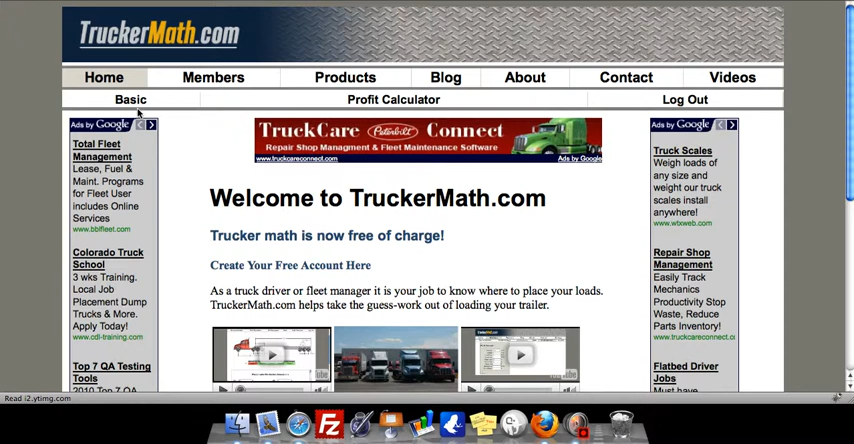 TruckerMath.com
Home Members Products Blog About Contact Videos
Basic Profit Calculator Log Out
Ads by Google
Total Fleet
Management
Lease, Fuel &
Maint. Programs
for Fleet User
includes Online
Services
www.bbifleet.com
Colorado Truck
School
3 wks Training.
Local Job
Placement Dump
Trucks & More.
Apply Today!
www.cdl-training.com
Top 7 QA Testing
Tools
TruckCare Peterbilt Connect
Repair Shop Managment & Fleet Maintenance Software
www.truckcareconnect.com Ads by Google
Welcome to TruckerMath.com
Trucker math is now free of charge!
Create Your Free Account Here
As a truck driver or fleet manager it is your job to know where to place your loads.
TruckerMath.com helps take the guess-work out of loading your trailer.
Ads by Google
Truck Scales
Weigh loads of
any size and
weight our truck
scales install
anywhere!
www.wtxweb.com
Repair Shop
Management
Easily Track
Mechanics
Productivity Stop
Waste, Reduce
Parts Inventory!
www.truckcareconnect.cc
Flatbed Driver
Jobs
Must have
Read i2.ytimg.com
FZ